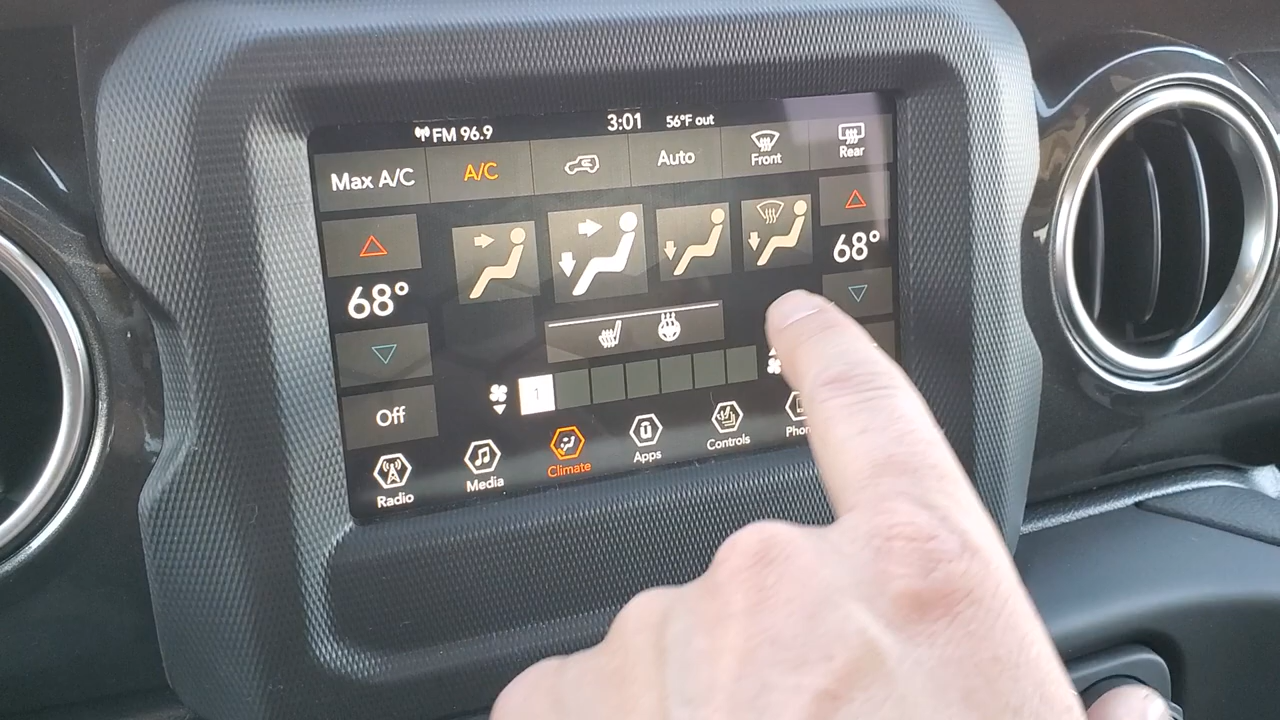 FM 96.9 3:01 56°F out
Max A/C A/C Auto Front Rear
68° 68°
1
Off
Radio Media Climate Apps Controls